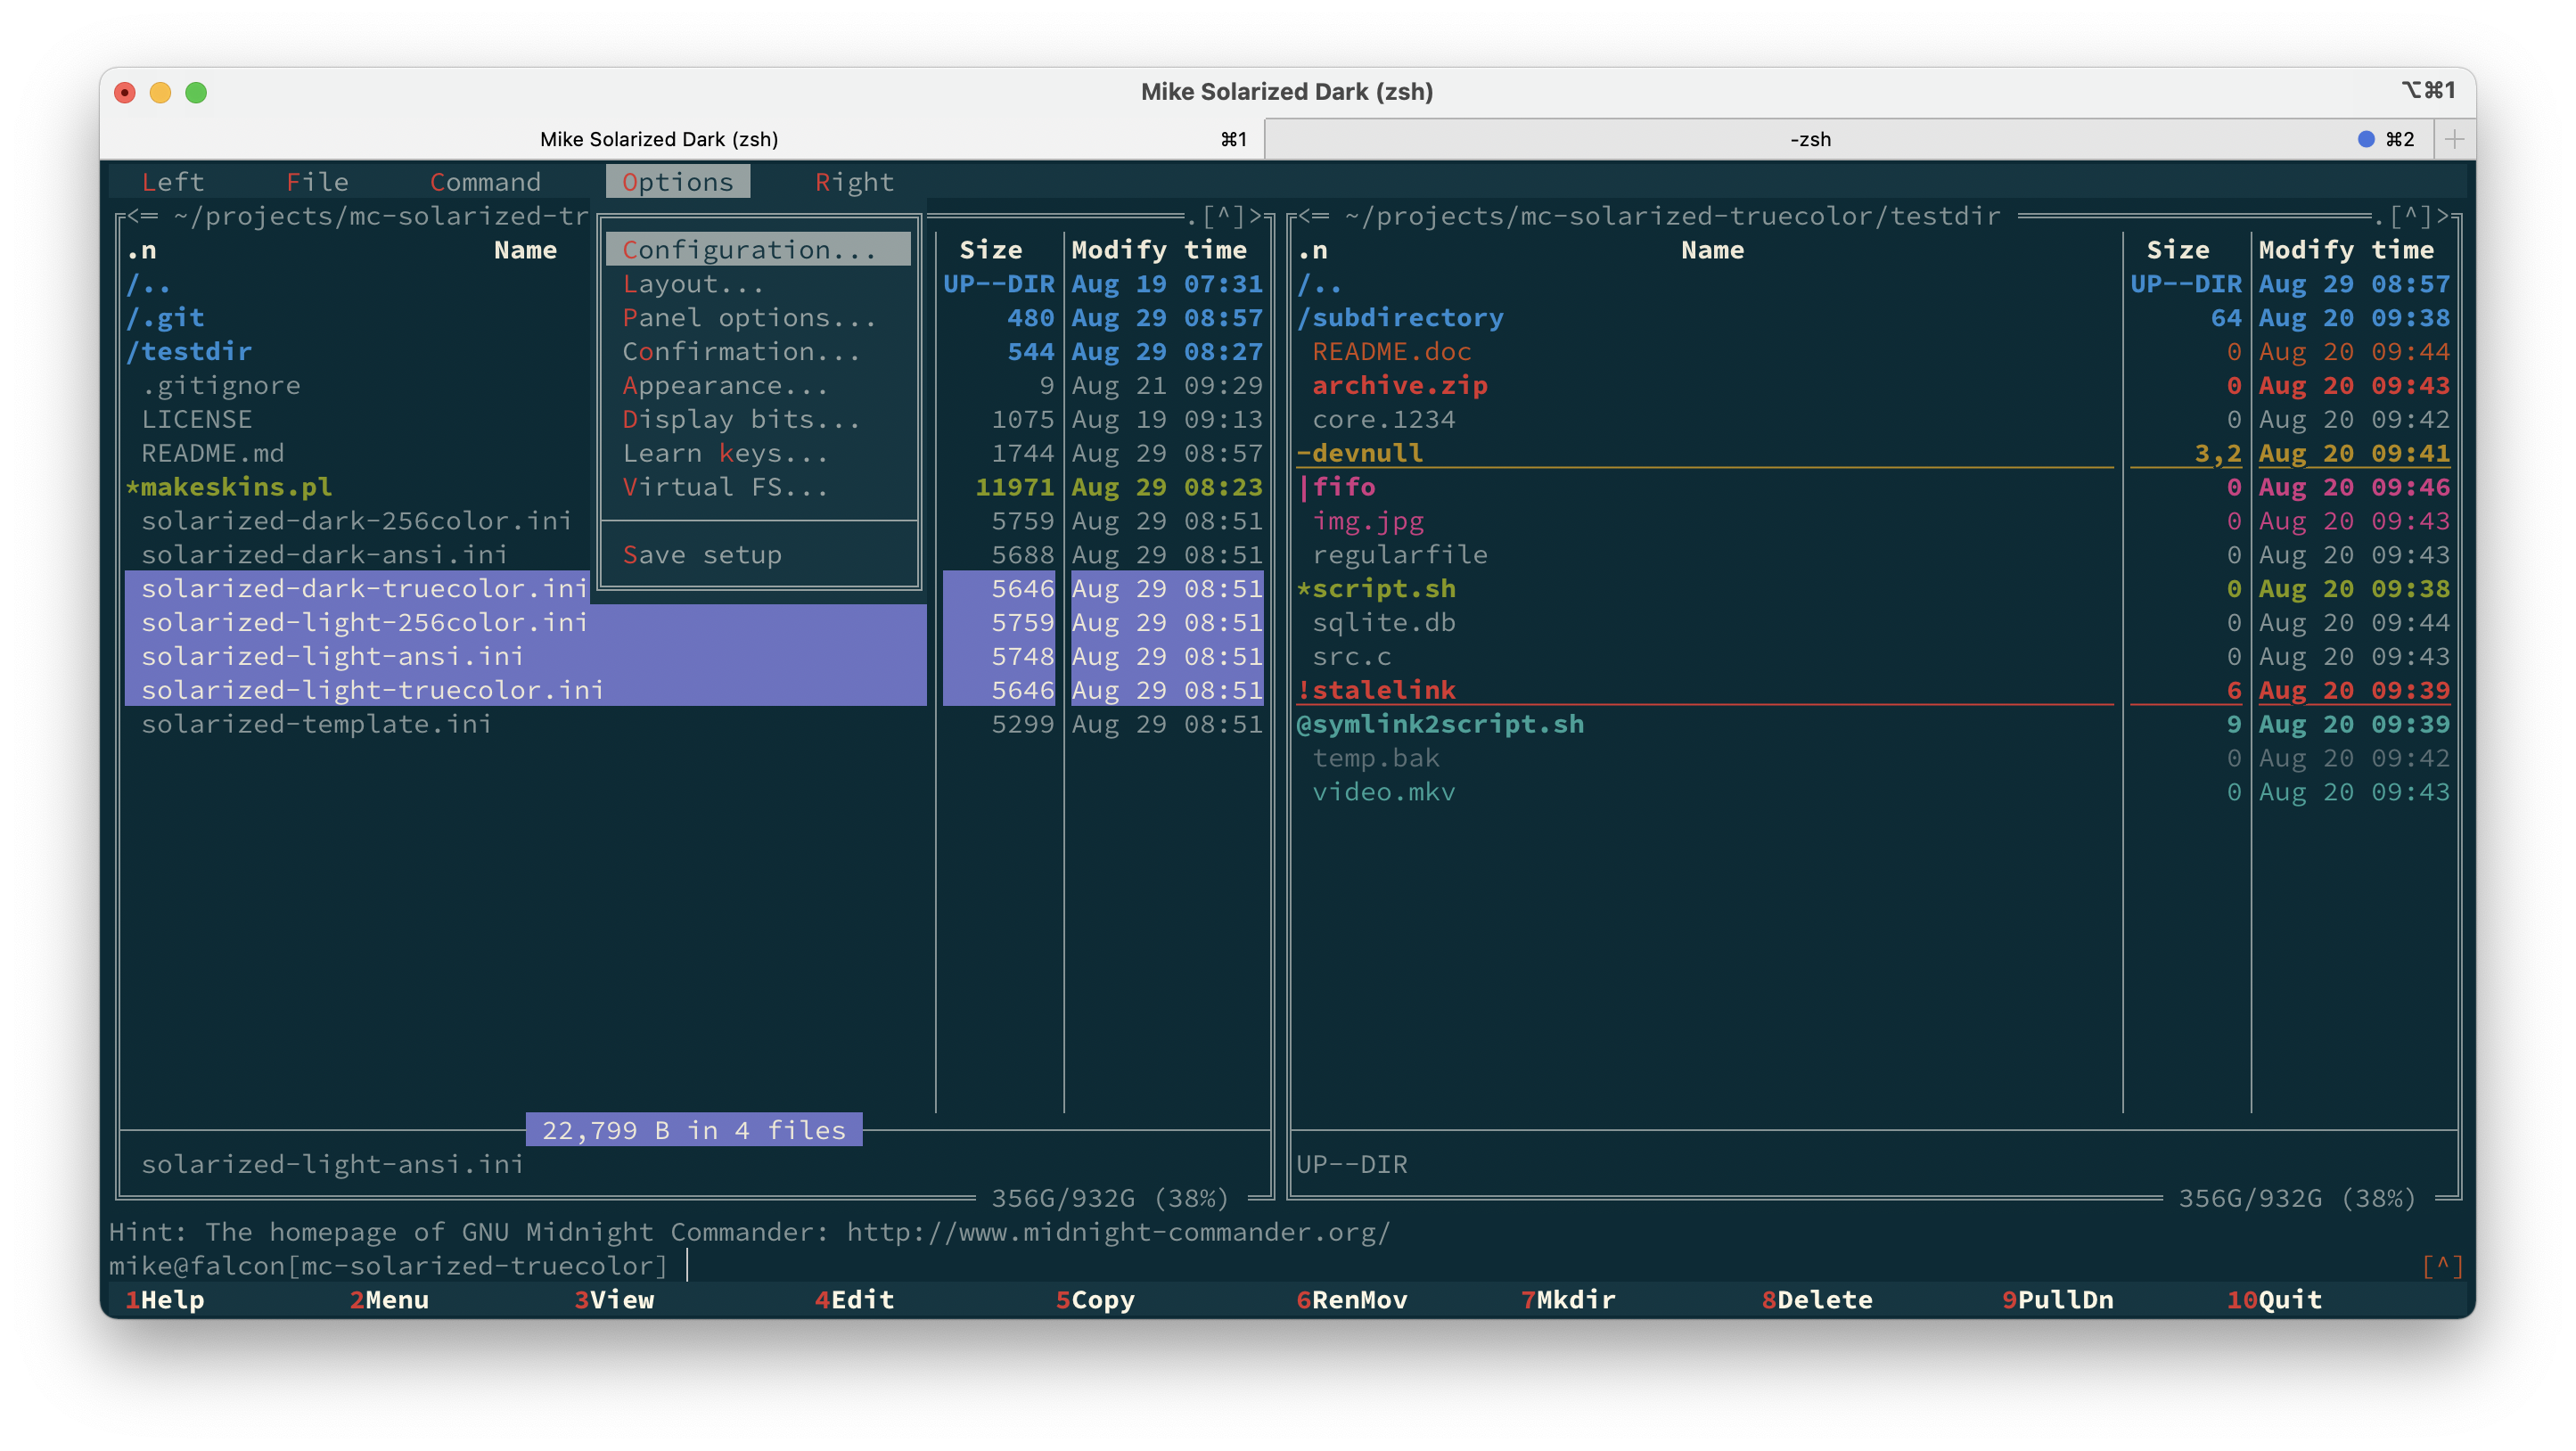 Mike Solarized Dark (zsh) ⌥⌘1
Mike Solarized Dark (zsh) ⌘1 -zsh ⌘2 +
Left File Command Options Right
<═ ~/projects/mc-solarized-tr .[^]> <═ ~/projects/mc-solarized-truecolor/testdir .[^]>
.n Name Configuration... Size Modify time .n Name Size Modify time
/.. Layout... UP--DIR Aug 19 07:31 /.. UP--DIR Aug 29 08:57
/.git Panel options... 480 Aug 29 08:57 /subdirectory 64 Aug 20 09:38
/testdir Confirmation... 544 Aug 29 08:27 README.doc 0 Aug 20 09:44
.gitignore Appearance... 9 Aug 21 09:29 archive.zip 0 Aug 20 09:43
LICENSE Display bits... 1075 Aug 19 09:13 core.1234 0 Aug 20 09:42
README.md Learn keys... 1744 Aug 29 08:57 -devnull 3,2 Aug 20 09:41
*makeskins.pl Virtual FS... 11971 Aug 29 08:23 |fifo 0 Aug 20 09:46
solarized-dark-256color.ini 5759 Aug 29 08:51 img.jpg 0 Aug 20 09:43
solarized-dark-ansi.ini Save setup 5688 Aug 29 08:51 regularfile 0 Aug 20 09:43
solarized-dark-truecolor.ini 5646 Aug 29 08:51 *script.sh 0 Aug 20 09:38
solarized-light-256color.ini 5759 Aug 29 08:51 sqlite.db 0 Aug 20 09:44
solarized-light-ansi.ini 5748 Aug 29 08:51 src.c 0 Aug 20 09:43
solarized-light-truecolor.ini 5646 Aug 29 08:51 !stalelink 6 Aug 20 09:39
solarized-template.ini 5299 Aug 29 08:51 @symlink2script.sh 9 Aug 20 09:39
temp.bak 0 Aug 20 09:42
video.mkv 0 Aug 20 09:43
22,799 B in 4 files
solarized-light-ansi.ini UP--DIR
356G/932G (38%) 356G/932G (38%)
Hint: The homepage of GNU Midnight Commander: http://www.midnight-commander.org/
mike@falcon[mc-solarized-truecolor] [^]
1Help 2Menu 3View 4Edit 5Copy 6RenMov 7Mkdir 8Delete 9PullDn 10Quit